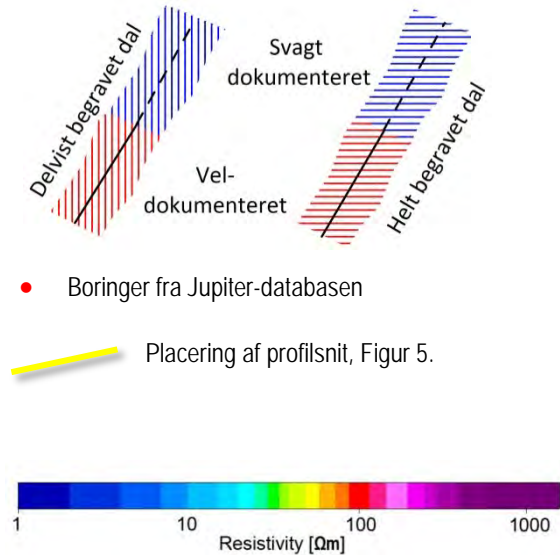 Delvist begravet dal
Svagt
dokumenteret
Vel-
dokumenteret
Helt begravet dal
Boringer fra Jupiter-databasen
Placering af profilsnit, Figur 5.
1 10 100 1000
Resistivity [Ωm]